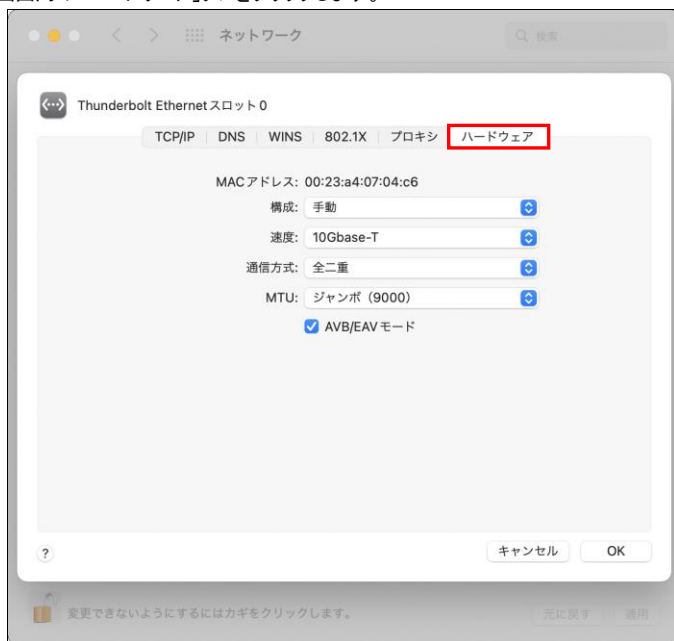 ネットワーク
検索
Thunderbolt Ethernet スロット 0
TCP/IP DNS WINS 802.1X プロキシ ハードウェア
MACアドレス: 00:23:a4:07:04:c6
構成: 手動
速度: 10Gbase-T
通信方式: 全二重
MTU: ジャンボ（9000）
AVB/EAV モード
?
キャンセル OK
変更できないようにするにはカギをクリックします。
元に戻す 適用